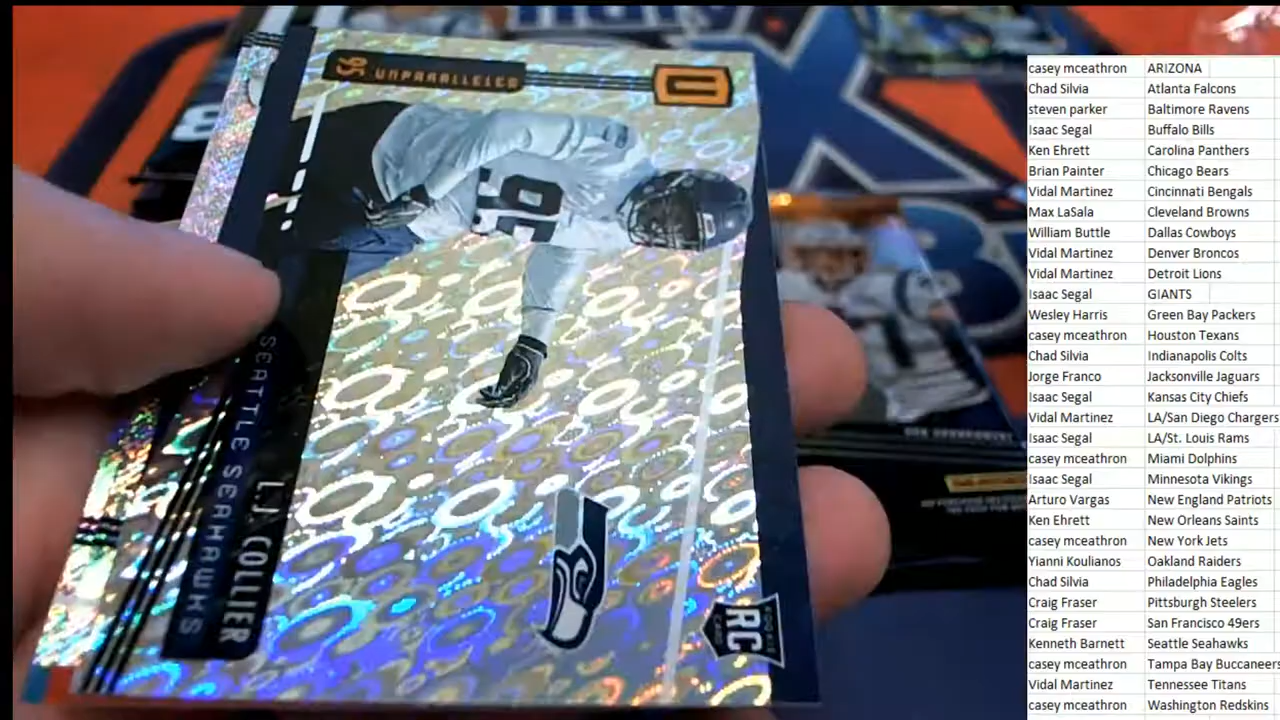 56 UNPARALLELED
U
56
L.J. COLLIER
SEATTLE SEAHAWKS
ROOKIE
RC
CARD
casey mceathron ARIZONA
Chad Silvia Atlanta Falcons
steven parker Baltimore Ravens
Isaac Segal Buffalo Bills
Ken Ehrett Carolina Panthers
Brian Painter Chicago Bears
Vidal Martinez Cincinnati Bengals
Max LaSala Cleveland Browns
William Buttle Dallas Cowboys
Vidal Martinez Denver Broncos
Vidal Martinez Detroit Lions
Isaac Segal GIANTS
Wesley Harris Green Bay Packers
casey mceathron Houston Texans
Chad Silvia Indianapolis Colts
Jorge Franco Jacksonville Jaguars
Isaac Segal Kansas City Chiefs
Vidal Martinez LA/San Diego Chargers
Isaac Segal LA/St. Louis Rams
casey mceathron Miami Dolphins
Isaac Segal Minnesota Vikings
Arturo Vargas New England Patriots
Ken Ehrett New Orleans Saints
casey mceathron New York Jets
Yianni Koulianos Oakland Raiders
Chad Silvia Philadelphia Eagles
Craig Fraser Pittsburgh Steelers
Craig Fraser San Francisco 49ers
Kenneth Barnett Seattle Seahawks
casey mceathron Tampa Bay Buccaneers
Vidal Martinez Tennessee Titans
casey mceathron Washington Redskins